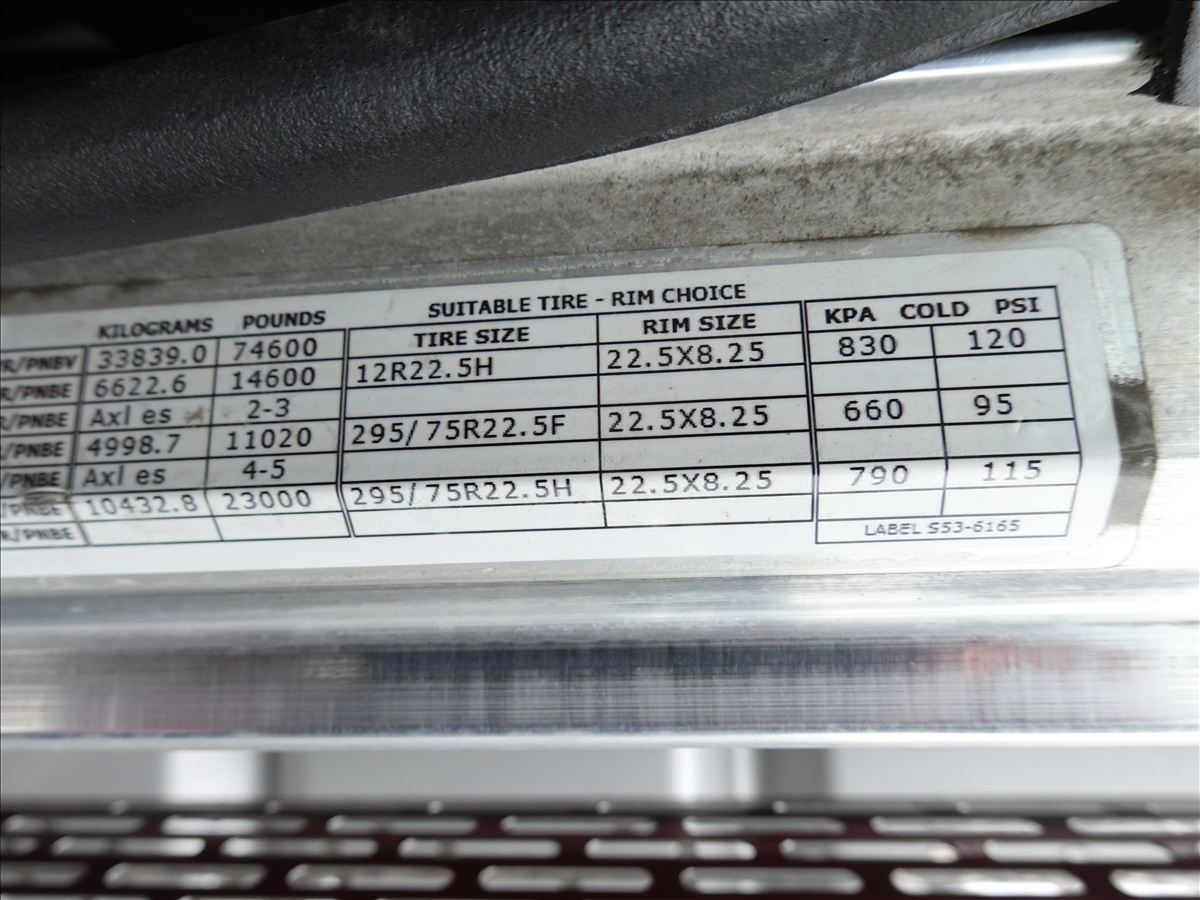 KILOGRAMS POUNDS SUITABLE TIRE - RIM CHOICE
R/PNBV 33839.0 74600 TIRE SIZE RIM SIZE KPA COLD PSI
R/PNBE 6622.6 14600 12R22.5H 22.5X8.25 830 120
R/PNBE Axl es 2-3
R/PNBE 4998.7 11020 295/75R22.5F 22.5X8.25 660 95
R/PNBE Axl es 4-5
R/PNBE 10432.8 23000 295/75R22.5H 22.5X8.25 790 115
R/PNBE LABEL S53-6165